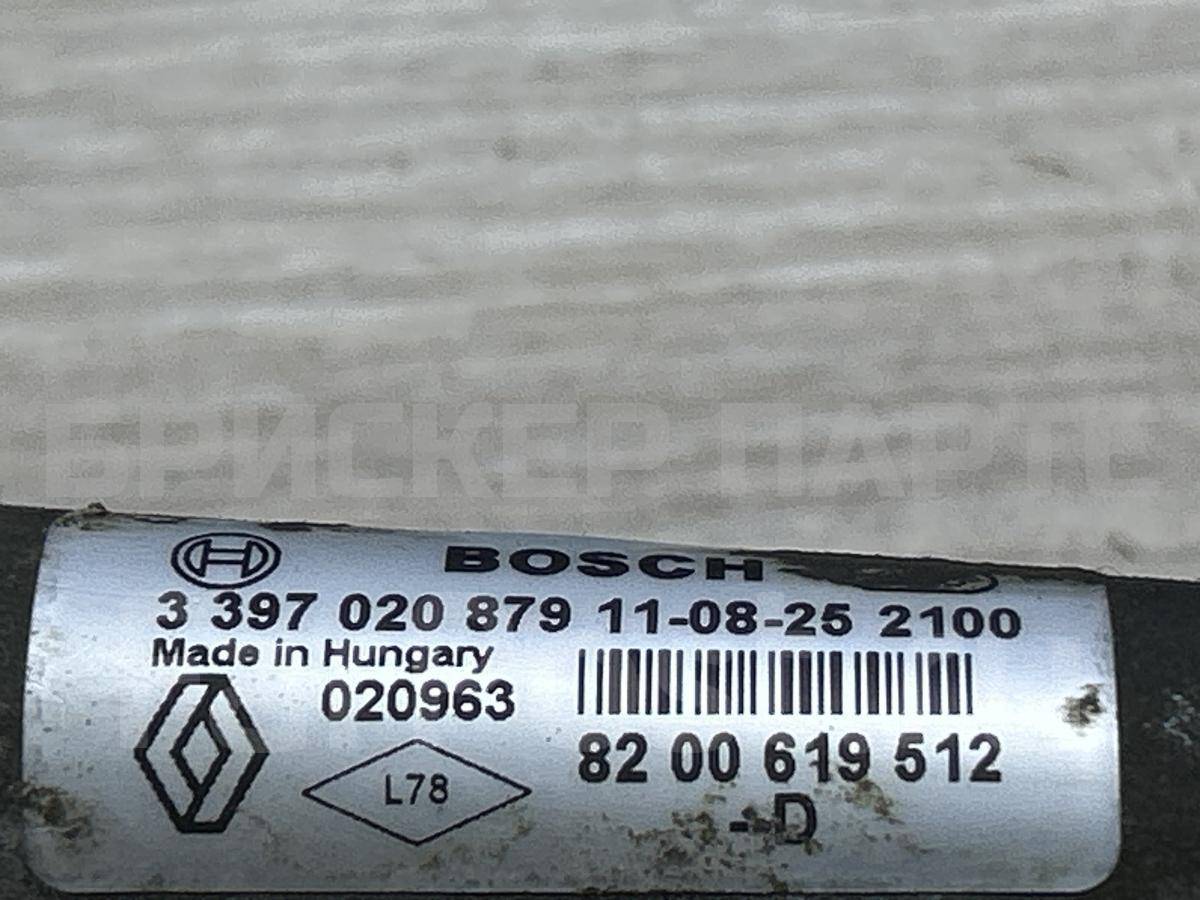 БРИСКЕР ПАРТС
BOSCH
3 397 020 879 11-08-25 2100
Made in Hungary
020963
L78
82 00 619 512
--D